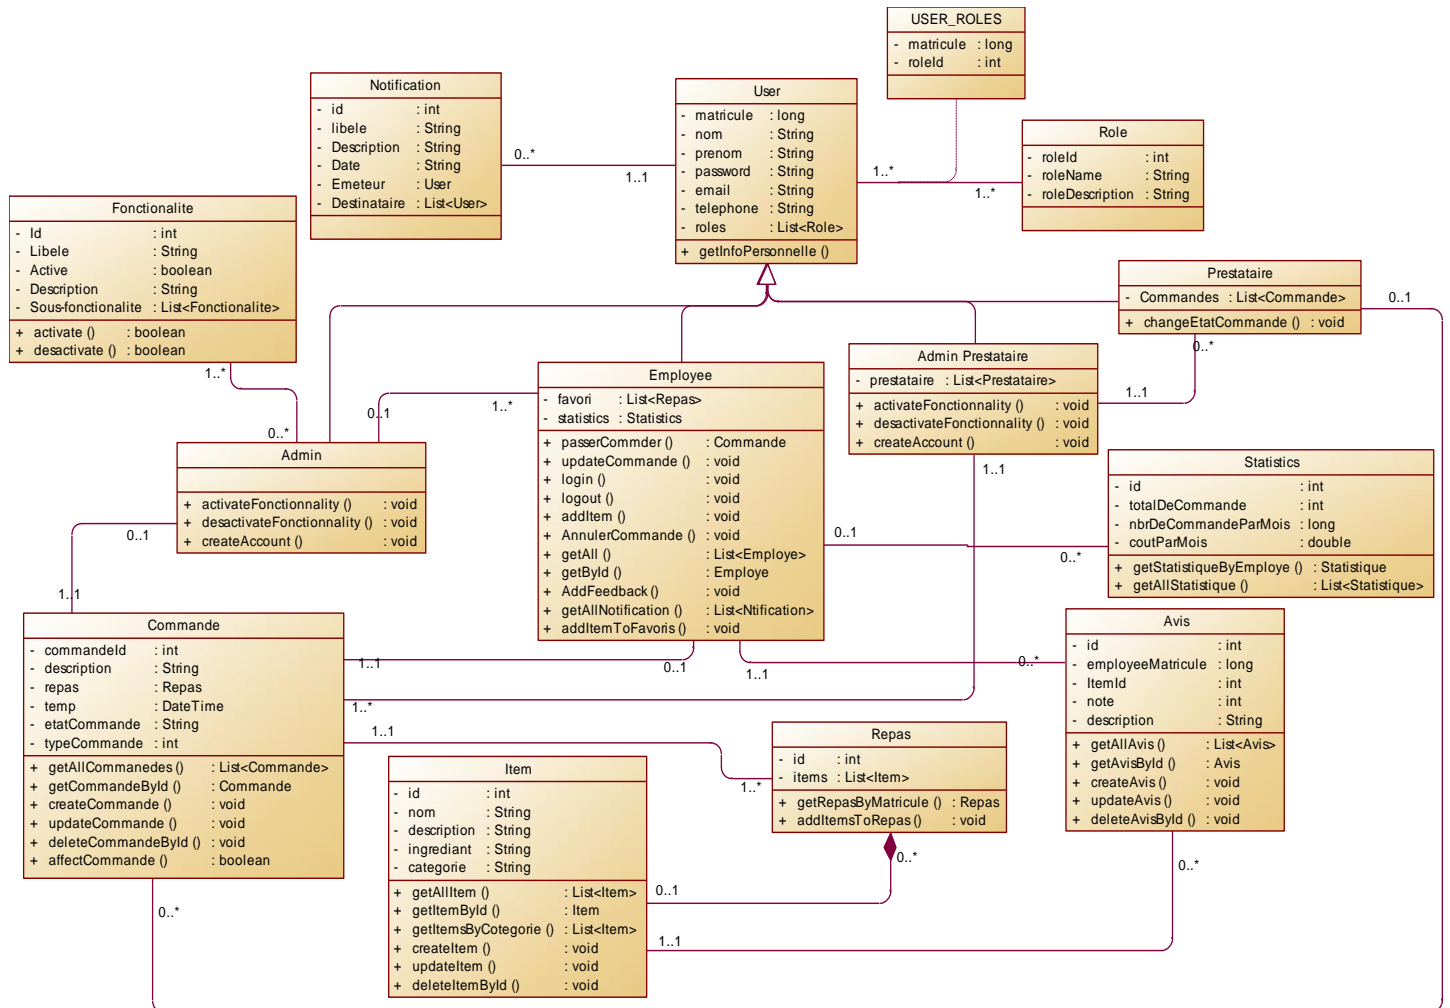 USER_ROLES
- matricule : long
- roleId : int
Notification
- id : int
- libele : String
- Description : String
- Date : String
- Emeteur : User
- Destinataire : List<User>
User
- matricule : long
- nom : String
- prenom : String
- password : String
- email : String
- telephone : String
- roles : List<Role>
+ getInfoPersonnelle ()
Role
- roleId : int
- roleName : String
- roleDescription : String
0..*
1..1
1..*
1..*
Fonctionalite
- Id : int
- Libele : String
- Active : boolean
- Description : String
- Sous-fonctionalite : List<Fonctionalite>
+ activate () : boolean
+ desactivate () : boolean
Prestataire
- Commandes : List<Commande>
+ changeEtatCommande () : void
0..1
0..*
1..1
Admin Prestataire
- prestataire : List<Prestataire>
+ activateFonctionnality () : void
+ desactivateFonctionnality () : void
+ createAccount () : void
1..1
Employee
- favori : List<Repas>
- statistics : Statistics
+ passerCommder () : Commande
+ updateCommande () : void
+ login () : void
+ logout () : void
+ addItem () : void
+ AnnulerCommande () : void
+ getAll () : List<Employe>
+ getById () : Employe
+ AddFeedback () : void
+ getAllNotification () : List<Ntification>
+ addItemToFavoris () : void
1..*
0..*
0..1
1..*
Admin
+ activateFonctionnality () : void
+ desactivateFonctionnality () : void
+ createAccount () : void
0..1
1..1
Statistics
- id : int
- totalDeCommande : int
- nbrDeCommandeParMois : long
- coutParMois : double
+ getStatistiqueByEmploye () : Statistique
+ getAllStatistique () : List<Statistique>
0..1
0..*
Commande
- commandeId : int
- description : String
- repas : Repas
- temp : DateTime
- etatCommande : String
- typeCommande : int
+ getAllCommanedes () : List<Commande>
+ getCommandeById () : Commande
+ createCommande () : void
+ updateCommande () : void
+ deleteCommandeById () : void
+ affectCommande () : boolean
1..1
0..1
1..1
0..*
1..*
1..1
1..*
0..*
Avis
- id : int
- employeeMatricule : long
- ItemId : int
- note : int
- description : String
+ getAllAvis () : List<Avis>
+ getAvisById () : Avis
+ createAvis () : void
+ updateAvis () : void
+ deleteAvisById () : void
0..*
Repas
- id : int
- items : List<Item>
+ getRepasByMatricule () : Repas
+ addItemsToRepas () : void
0..*
Item
- id : int
- nom : String
- description : String
- ingrediant : String
- categorie : String
+ getAllItem () : List<Item>
+ getItemById () : Item
+ getItemsByCotegorie () : List<Item>
+ createItem () : void
+ updateItem () : void
+ deleteItemById () : void
0..1
1..1